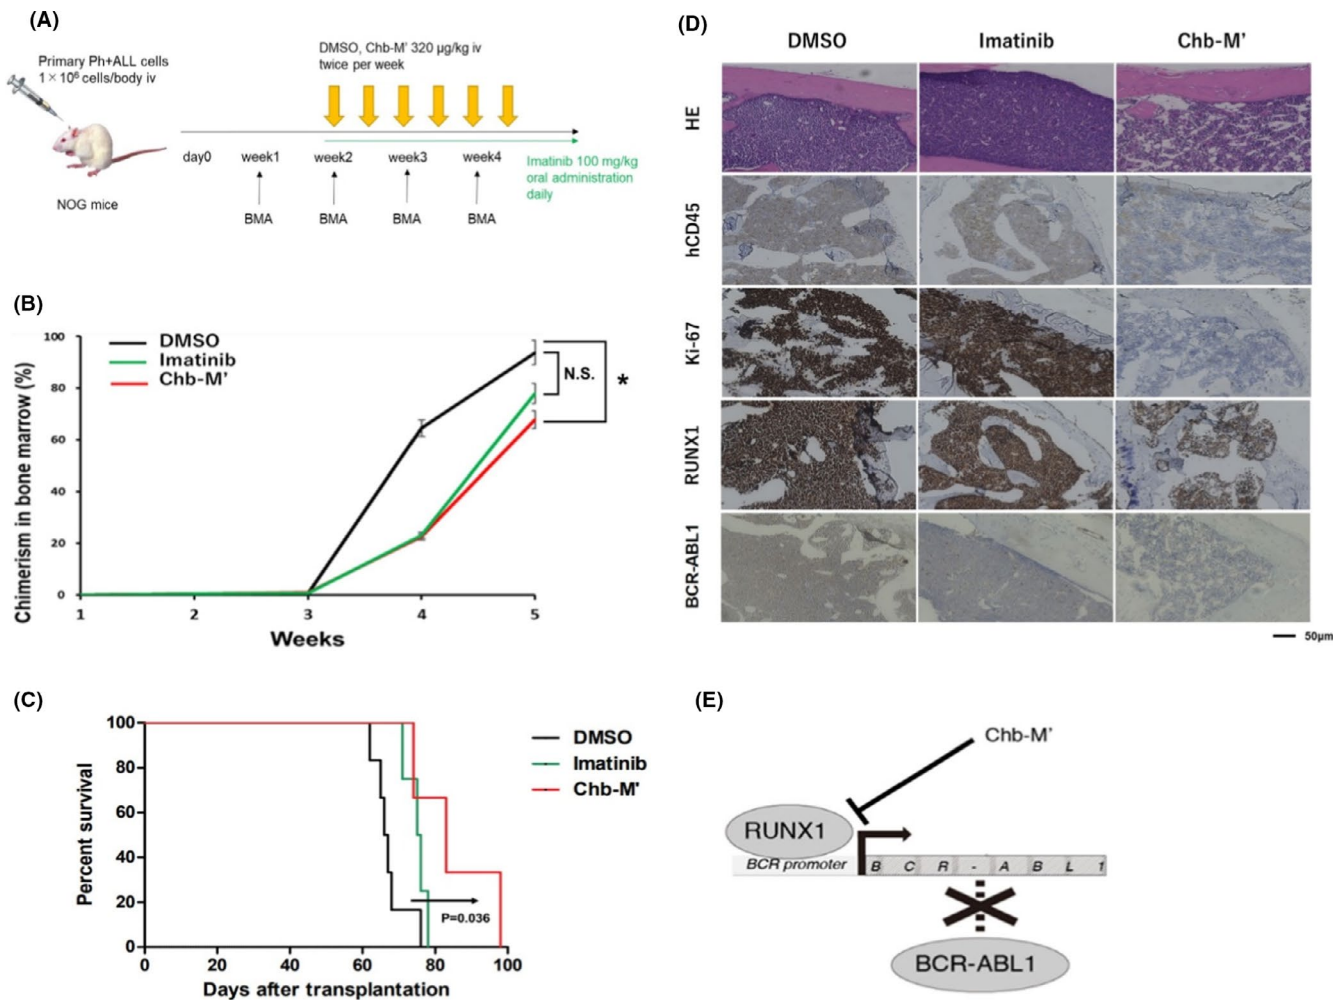 (A)
Primary Ph+ALL cells
1×10⁶ cells/body iv
NOG mice
DMSO, Chb-M' 320 µg/kg iv
twice per week
day0 week1 week2 week3 week4
BMA BMA BMA BMA
Imatinib 100 mg/kg
oral administration
daily
(B)
Chimerism in bone marrow (%)
100
80
60
40
20
0
1 2 3 4 5
Weeks
DMSO
Imatinib
Chb-M'
N.S.
*
(C)
Percent survival
100
80
60
40
20
0
0 20 40 60 80 100
Days after transplantation
DMSO
Imatinib
Chb-M'
P=0.036
(D)
DMSO Imatinib Chb-M'
HE
hCD45
Ki-67
RUNX1
BCR-ABL1
50µm
(E)
Chb-M'
RUNX1
BCR promoter
B C R - A B L 1
BCR-ABL1